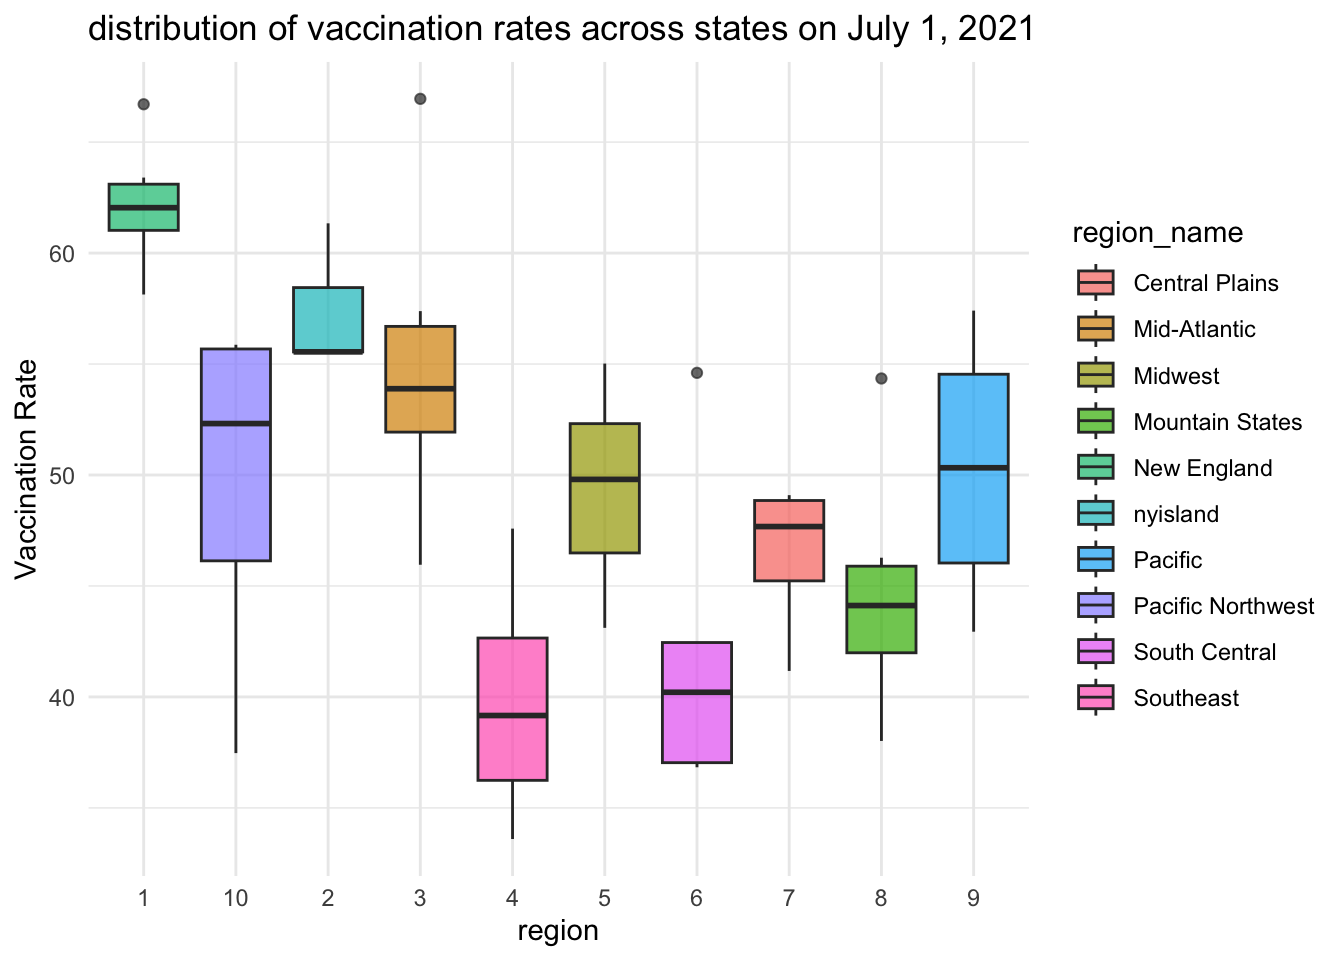 distribution of vaccination rates across states on July 1, 2021
Vaccination Rate
60
50
40
1 10 2 3 4 5 6 7 8 9
region
region_name
Central Plains
Mid-Atlantic
Midwest
Mountain States
New England
nyisland
Pacific
Pacific Northwest
South Central
Southeast